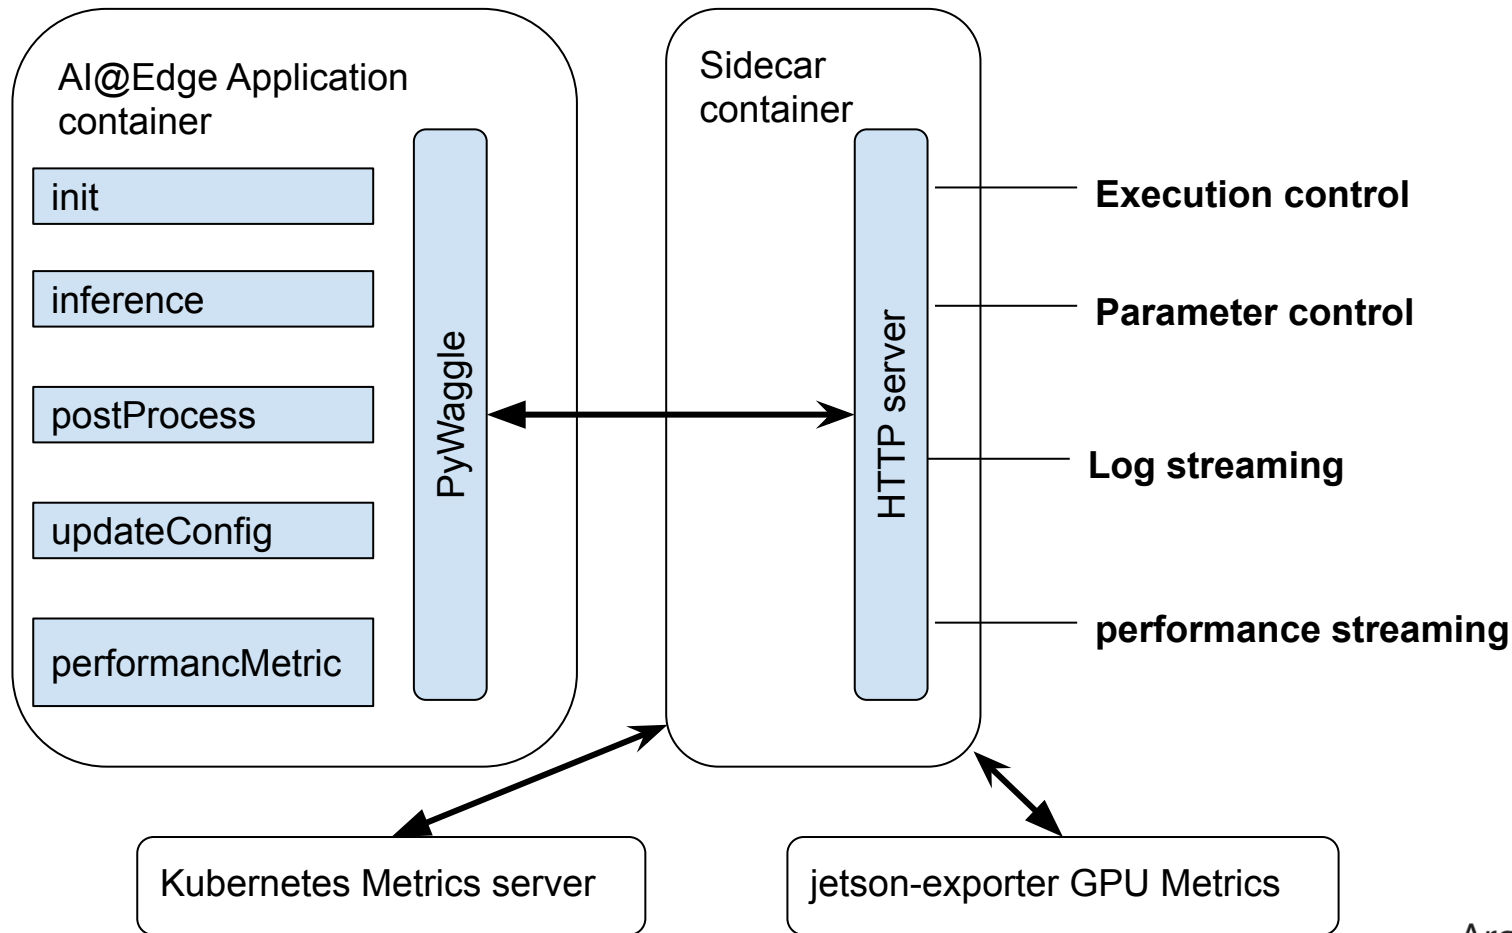 AI@Edge Application
container
init
inference
postProcess
updateConfig
performancMetric
PyWaggle
Sidecar
container
HTTP server
Execution control
Parameter control
Log streaming
performance streaming
Kubernetes Metrics server
jetson-exporter GPU Metrics